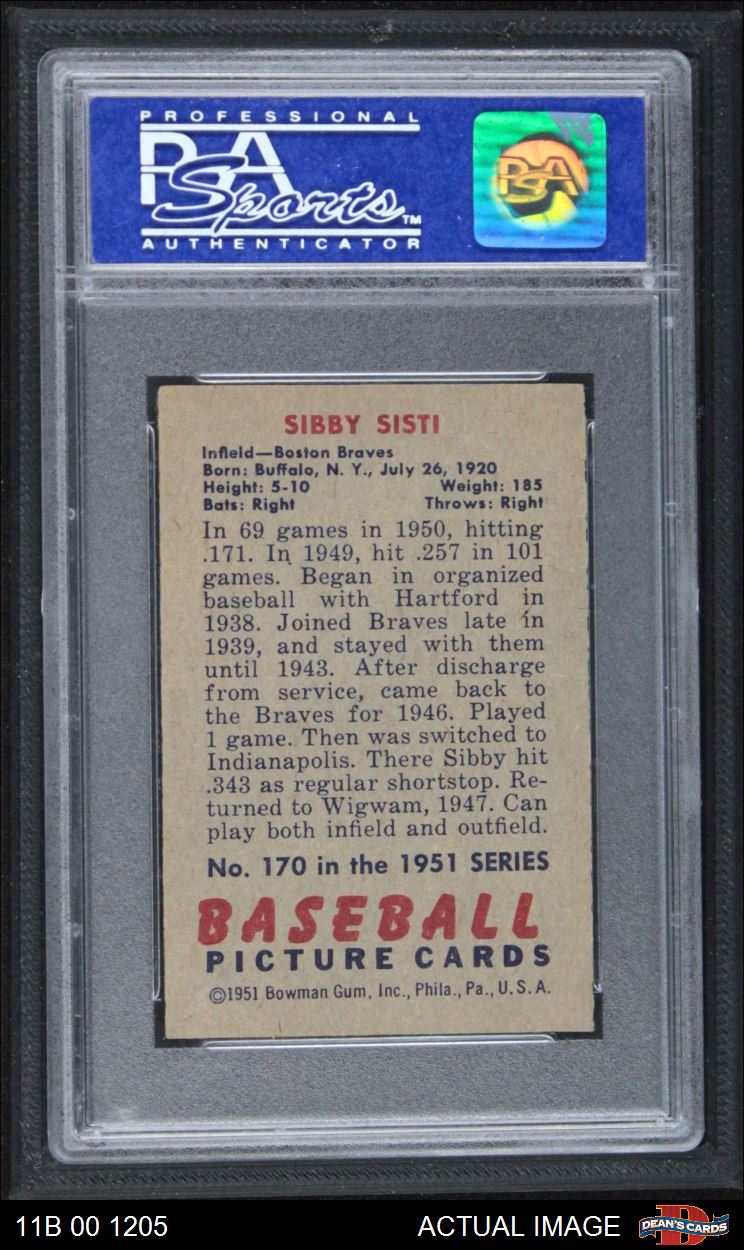 PROFESSIONAL
PSA
Sports™
AUTHENTICATOR
PSA
SIBBY SISTI
Infield—Boston Braves
Born: Buffalo, N. Y., July 26, 1920
Height: 5-10 Weight: 185
Bats: Right Throws: Right
In 69 games in 1950, hitting
.171. In 1949, hit .257 in 101
games. Began in organized
baseball with Hartford in
1938. Joined Braves late in
1939, and stayed with them
until 1943. After discharge
from service, came back to
the Braves for 1946. Played
1 game. Then was switched to
Indianapolis. There Sibby hit
.343 as regular shortstop. Re-
turned to Wigwam, 1947. Can
play both infield and outfield.
No. 170 in the 1951 SERIES
BASEBALL
PICTURE CARDS
©1951 Bowman Gum, Inc., Phila., Pa., U. S. A.
11B 00 1205 ACTUAL IMAGE
D
DEAN'S CARDS